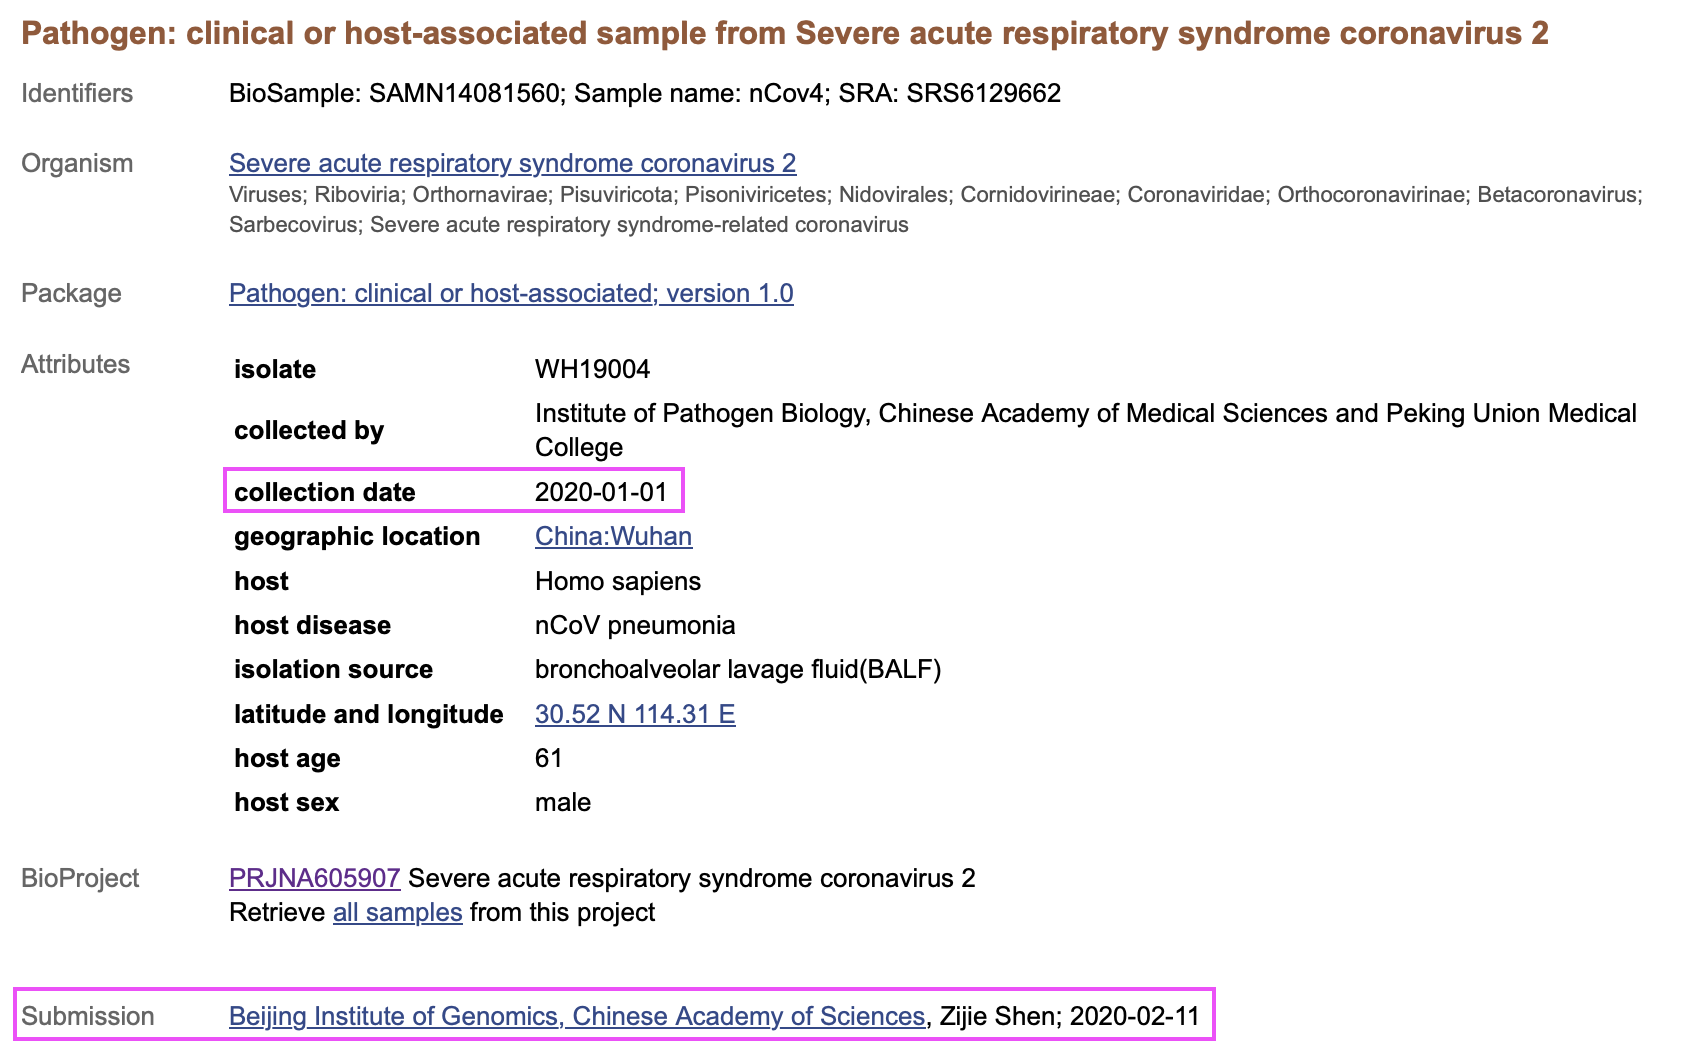 Pathogen: clinical or host-associated sample from Severe acute respiratory syndrome coronavirus 2
Identifiers BioSample: SAMN14081560; Sample name: nCov4; SRA: SRS6129662
Organism Severe acute respiratory syndrome coronavirus 2
Viruses; Riboviria; Orthornavirae; Pisuviricota; Pisoniviricetes; Nidovirales; Cornidovirineae; Coronaviridae; Orthocoronavirinae; Betacoronavirus;
Sarbecovirus; Severe acute respiratory syndrome-related coronavirus
Package Pathogen: clinical or host-associated; version 1.0
Attributes isolate WH19004
collected by Institute of Pathogen Biology, Chinese Academy of Medical Sciences and Peking Union Medical
College
collection date 2020-01-01
geographic location China:Wuhan
host Homo sapiens
host disease nCoV pneumonia
isolation source bronchoalveolar lavage fluid(BALF)
latitude and longitude 30.52 N 114.31 E
host age 61
host sex male
BioProject PRJNA605907 Severe acute respiratory syndrome coronavirus 2
Retrieve all samples from this project
Submission Beijing Institute of Genomics, Chinese Academy of Sciences, Zijie Shen; 2020-02-11